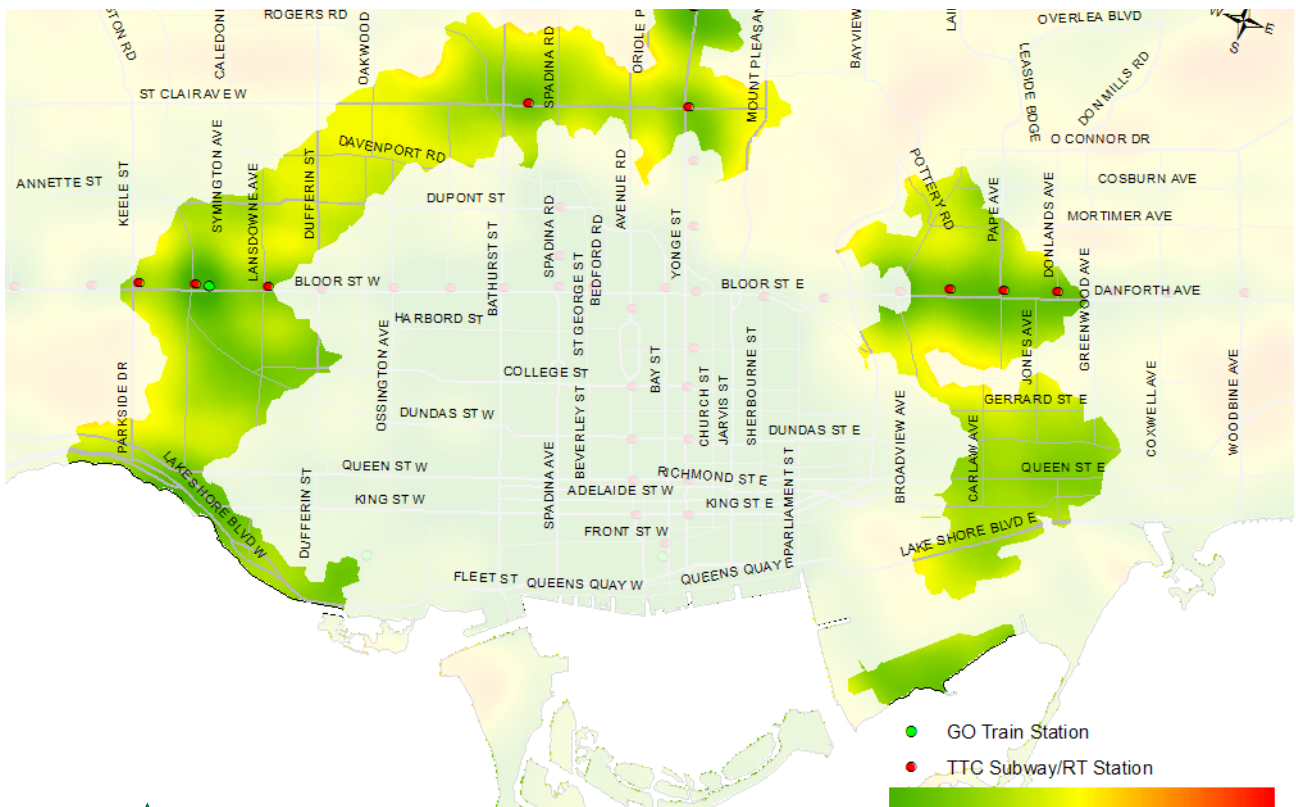 STON RD
CALEDONI
ROGERS RD
OAKWOOD
SPADINA RD
ORIOLE P
MOUNT PLEASAN
BAYVIEW
LAI
OVERLEA BLVD
W
E
S
LEASIDE BDGE
DON MILLS RD
ST CLAIR AVE W
O CONNOR DR
DAVENPORT RD
ANNETTE ST
KEELE ST
SYMINGTON AVE
LANSDOWNE AVE
DUFFERIN ST
DUPONT ST
BATHURST ST
SPADINA RD
ST GEORGE ST
BEDFORD RD
AVENUE RD
YONGE ST
POTTERY RD
PAPE AVE
DONLANDS AVE
COSBURN AVE
MORTIMER AVE
GREENWOOD AVE
BLOOR ST W
BLOOR ST E
DANFORTH AVE
HARBORD ST
OSSINGTON AVE
COLLEGE ST
BAY ST
CHURCH ST
JARVIS ST
SHERBOURNE ST
JONES AVE
GERRARD ST E
PARKSIDE DR
DUNDAS ST W
BEVERLEY ST
DUNDAS ST E
BROADVIEW AVE
CARLAW AVE
COXWELL AVE
WOODBINE AVE
QUEEN ST W
RICHMOND ST E
QUEEN ST E
LAKE SHORE BLVD W
DUFFERIN ST
KING ST W
SPADINA AVE
ADELAIDE ST W
KING ST E
PARLIAMENT ST
FRONT ST W
LAKE SHORE BLVD E
FLEET ST
QUEENS QUAY W
QUEENS QUAY E
GO Train Station
TTC Subway/RT Station